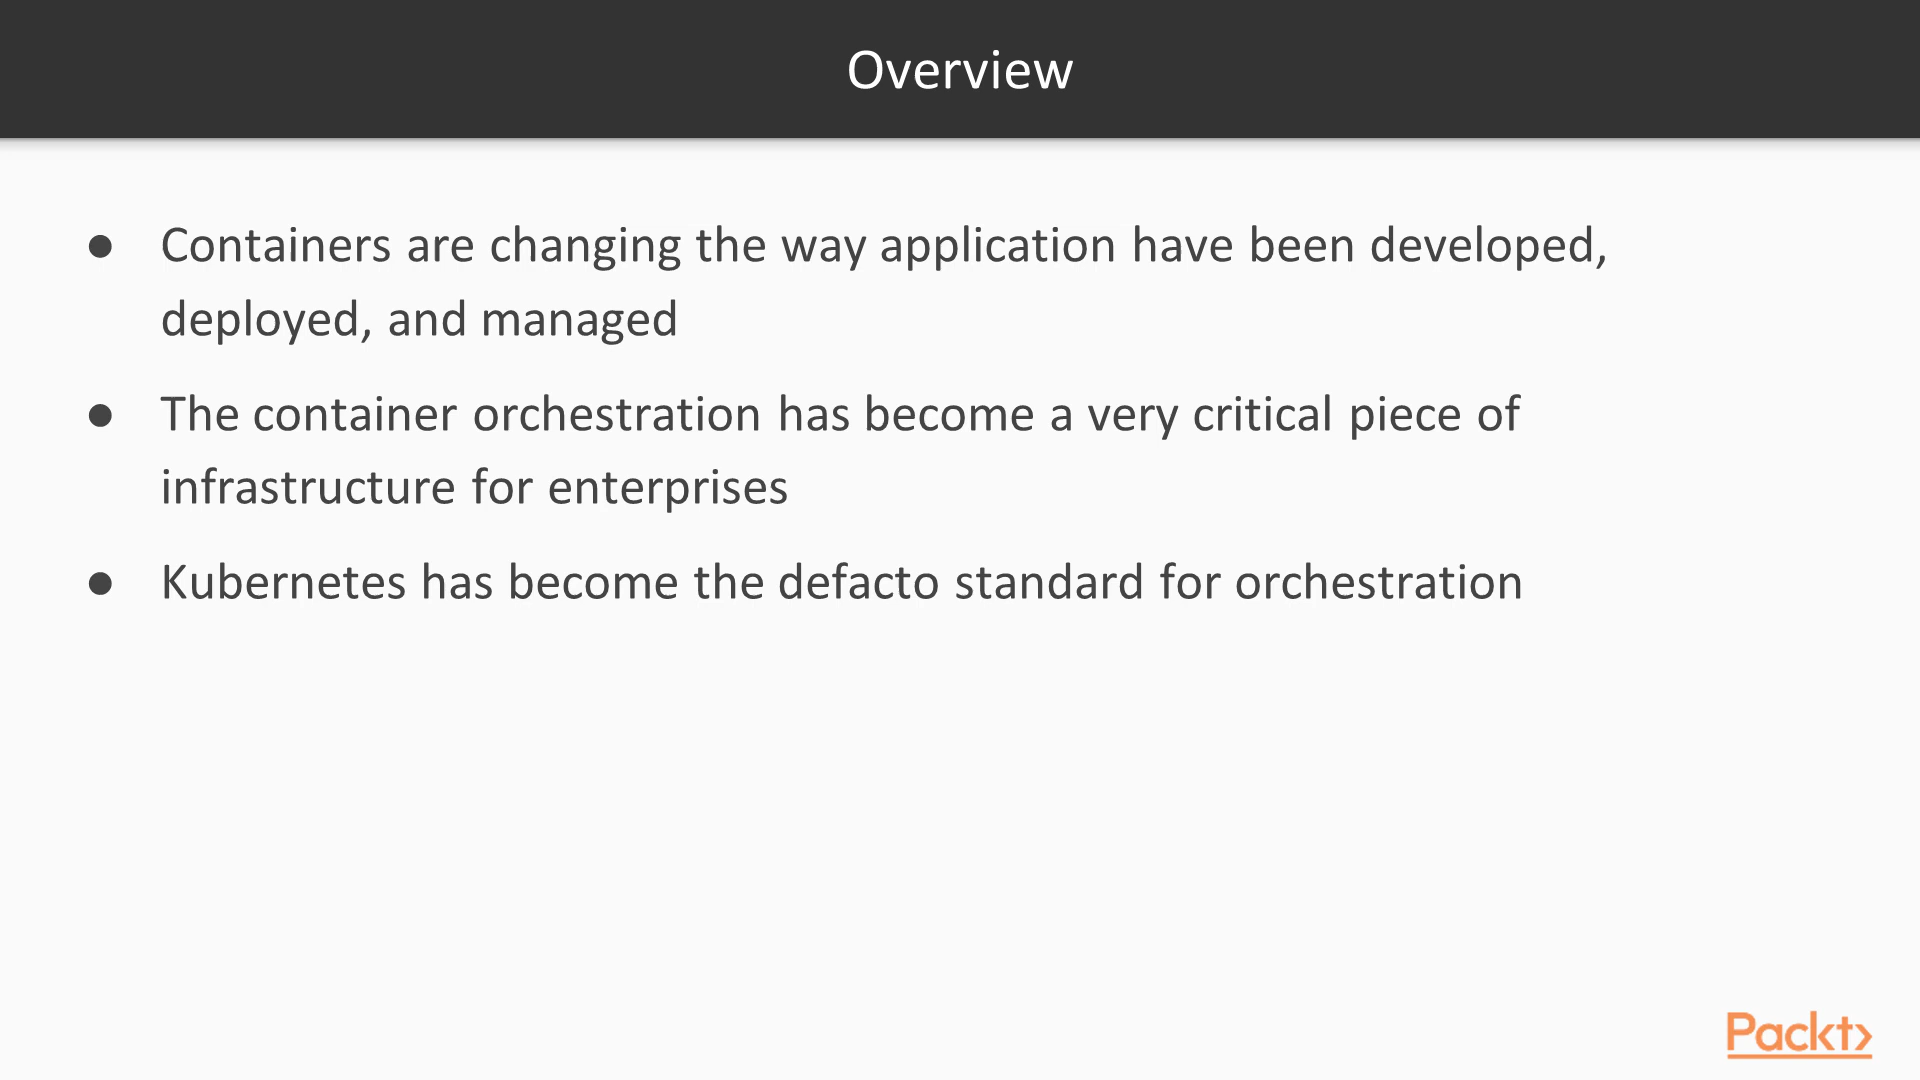 Overview
● Containers are changing the way application have been developed,
deployed, and managed
● The container orchestration has become a very critical piece of
infrastructure for enterprises
● Kubernetes has become the defacto standard for orchestration
Packt>